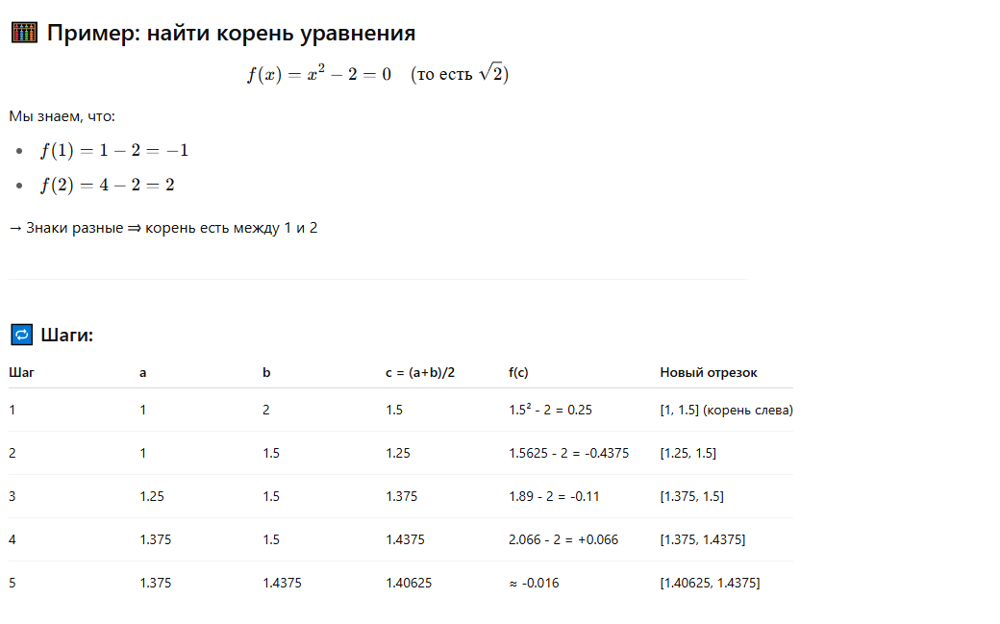 Пример: найти корень уравнения
f(x) = x² − 2 = 0 (то есть √2)
Мы знаем, что:
• f(1) = 1 − 2 = −1
• f(2) = 4 − 2 = 2
→ Знаки разные ⇒ корень есть между 1 и 2
Шаги:
Шаг a b c = (a+b)/2 f(c) Новый отрезок
1 1 2 1.5 1.5² - 2 = 0.25 [1, 1.5] (корень слева)
2 1 1.5 1.25 1.5625 - 2 = -0.4375 [1.25, 1.5]
3 1.25 1.5 1.375 1.89 - 2 = -0.11 [1.375, 1.5]
4 1.375 1.5 1.4375 2.066 - 2 = +0.066 [1.375, 1.4375]
5 1.375 1.4375 1.40625 ≈ -0.016 [1.40625, 1.4375]